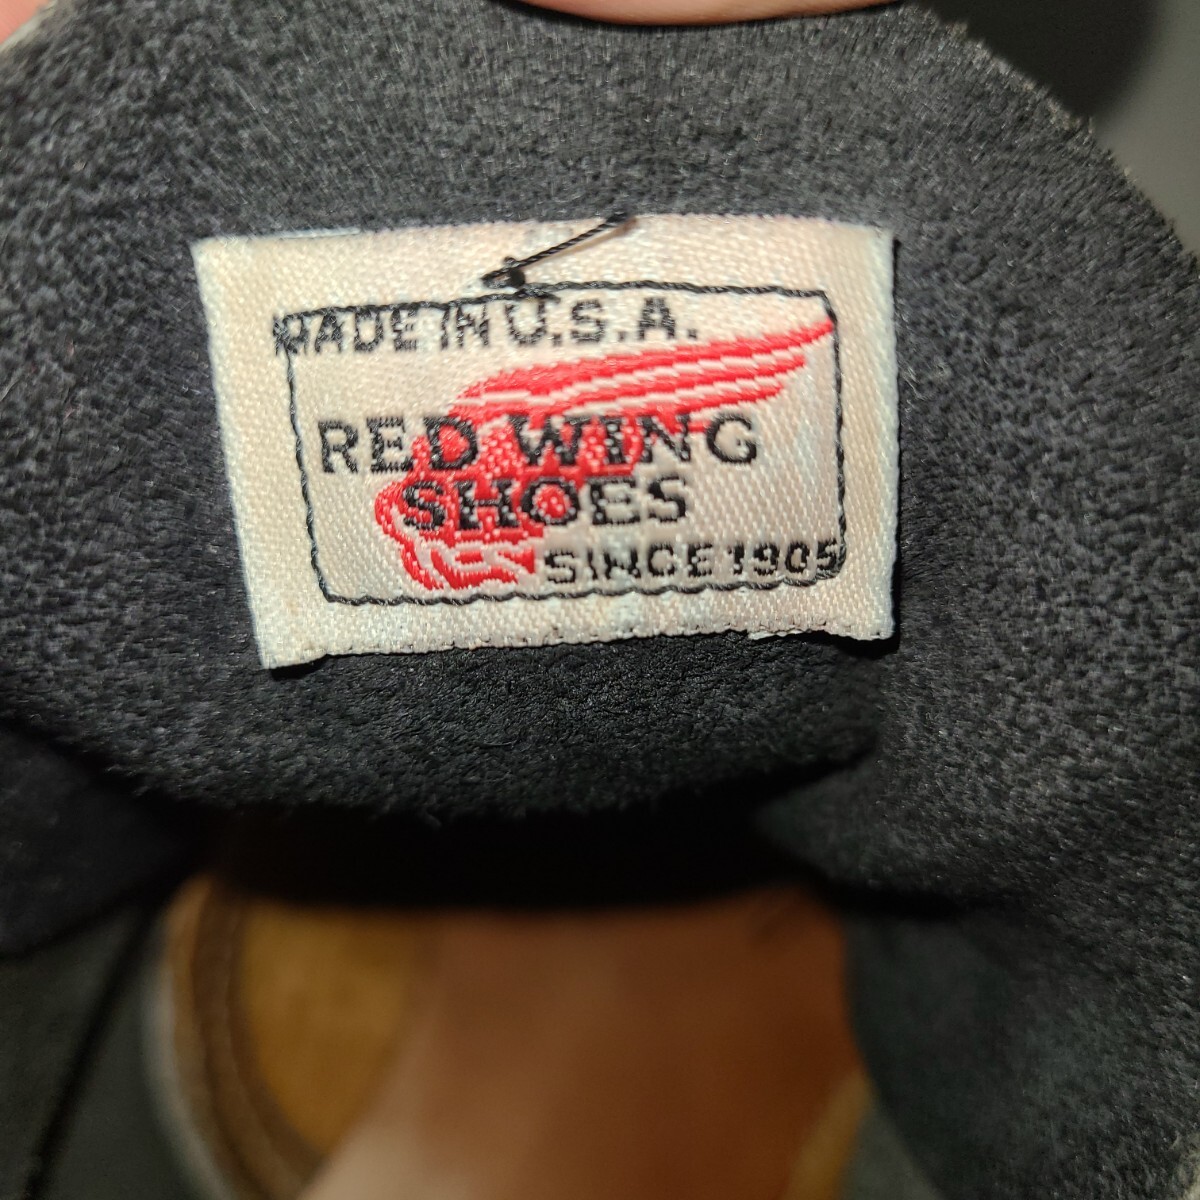 MADE IN U.S.A.
RED WING
SHOES
SINCE 1905